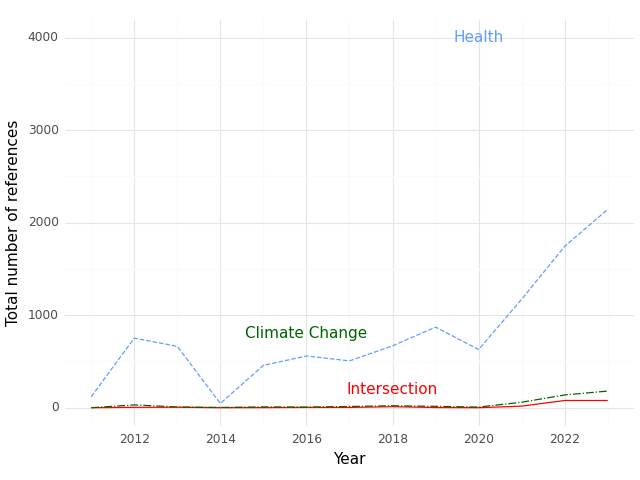 4000
Health
3000
2000
1000
Climate Change
Intersection
0
Total number of references
2012
2014
2016
2018
2020
2022
Year